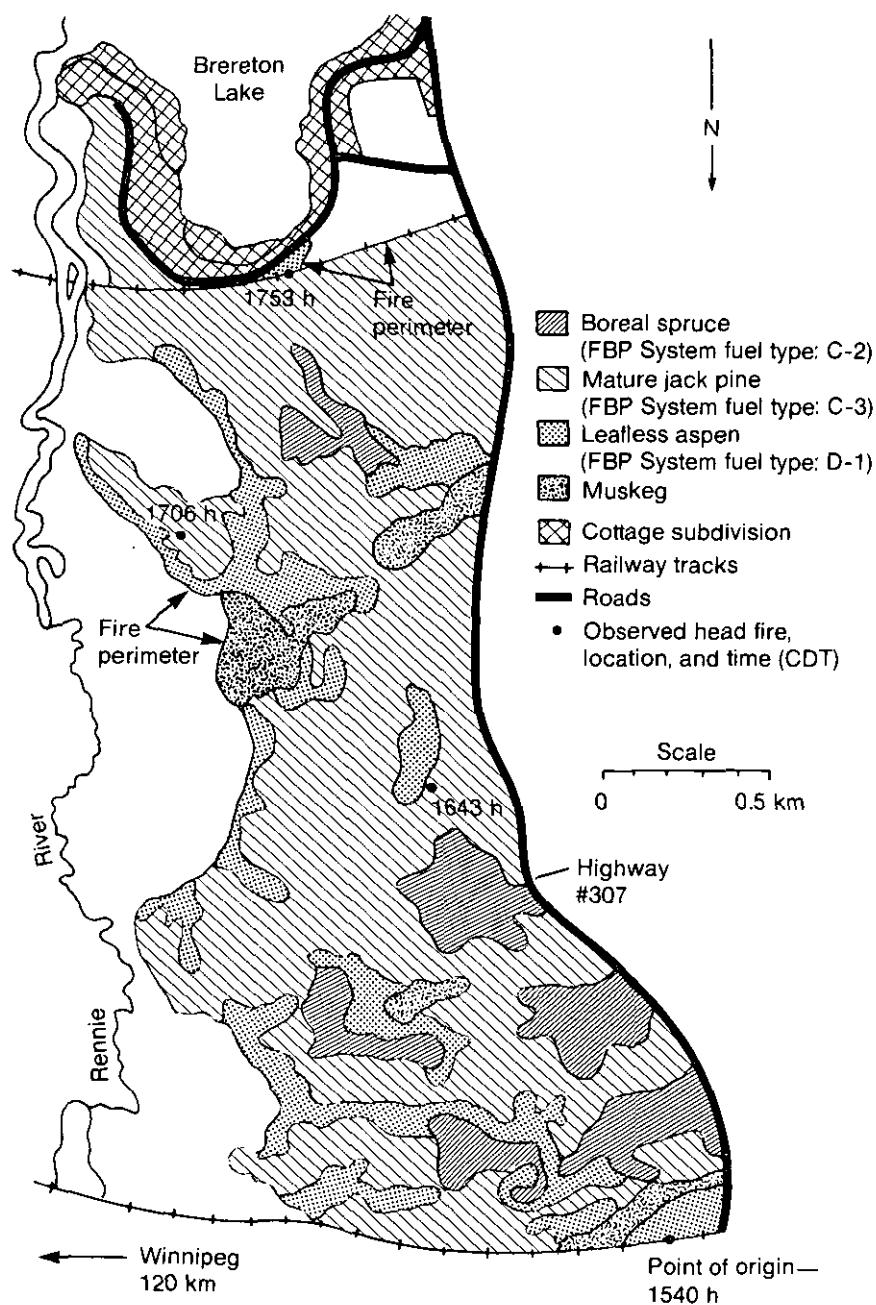 Brereton
Lake
N
1753 h
Fire
perimeter
Boreal spruce
(FBP System fuel type: C-2)
Mature jack pine
(FBP System fuel type: C-3)
Leafless aspen
(FBP System fuel type: D-1)
Muskeg
Cottage subdivision
Railway tracks
Roads
Observed head fire,
location, and time (CDT)
1706 h
Fire
perimeter
Scale
0 0.5 km
1643 h
River
Highway
#307
Rennie
Winnipeg
120 km
Point of origin—
1540 h